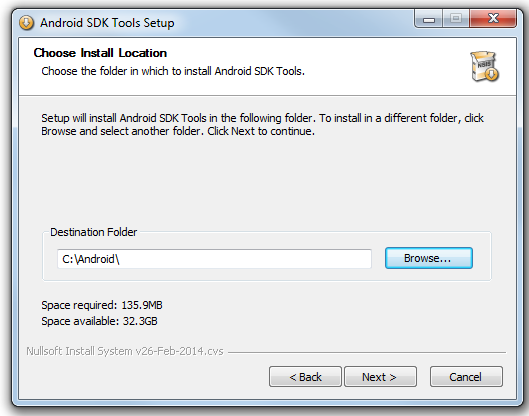 Android SDK Tools Setup
Choose Install Location
Choose the folder in which to install Android SDK Tools.
NSIS
Setup will install Android SDK Tools in the following folder. To install in a different folder, click
Browse and select another folder. Click Next to continue.
Destination Folder
C:\Android\
Browse...
Space required: 135.9MB
Space available: 32.3GB
Nullsoft Install System v26-Feb-2014.cvs
< Back
Next >
Cancel